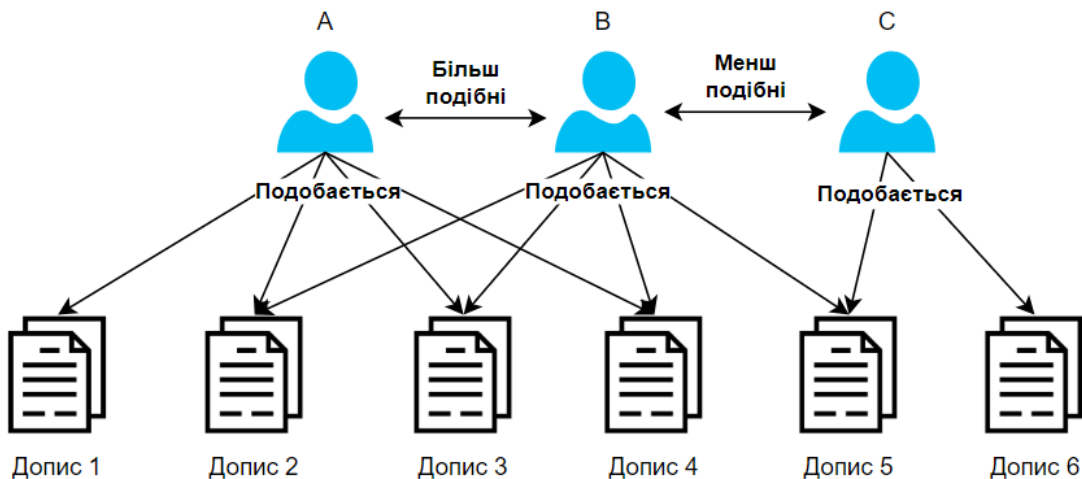 A
B
C
Більш
подібні
Менш
подібні
Подобається
Подобається
Подобається
Допис 1
Допис 2
Допис 3
Допис 4
Допис 5
Допис 6